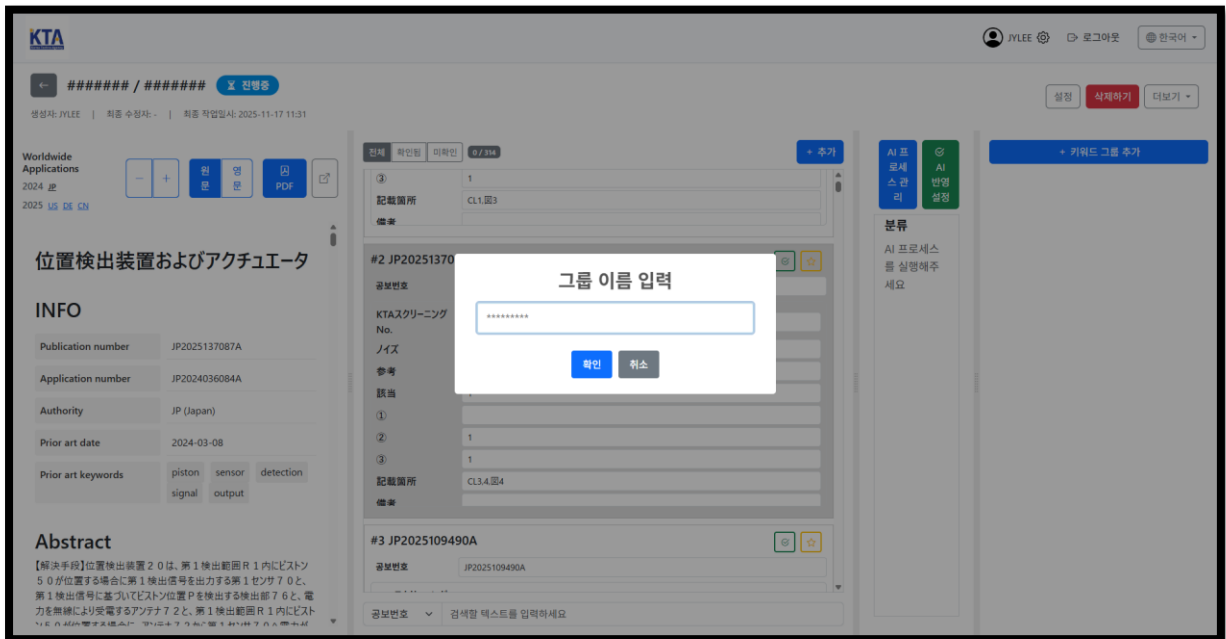 KTA
JYLEE
로그아웃
한국어
####### / #######
진행중
생성자: JYLEE | 최종 수정자: - | 최종 작업일시: 2025-11-17 11:31
설정
삭제하기
더보기
Worldwide
Applications
2024 JP
2025 US DE CN
−
+
원
문
영
문
PDF
位置検出装置およびアクチュエータ
INFO
Publication number JP2025137087A
Application number JP2024036084A
Authority JP (Japan)
Prior art date 2024-03-08
Prior art keywords piston sensor detection
signal output
Abstract
【解決手段】位置検出装置２０は、第１検出範囲Ｒ１内にピストン
５０が位置する場合に第１検出信号を出力する第１センサ７０と、
第１検出信号に基づいてピストン位置Ｐを検出する検出部７６と、電
力を無線により受電するアンテナ７２と、第１検出範囲Ｒ１内にピスト
전체 확인됨 미확인 0 / 314
+ 추가
③ 1
記載箇所 CL1,図3
備考
#2 JP20251370
공보번호
KTAスクリーニング
No.
ノイズ
参考
該当
①
② 1
③ 1
記載箇所 CL3,4,図4
備考
#3 JP2025109490A
공보번호 JP2025109490A
공보번호 검색할 텍스트를 입력하세요
그룹 이름 입력
*********
확인
취소
AI 프
로세
스 관
리
AI
반영
설정
분류
AI 프로세스
를 실행해주
세요
+ 키워드 그룹 추가